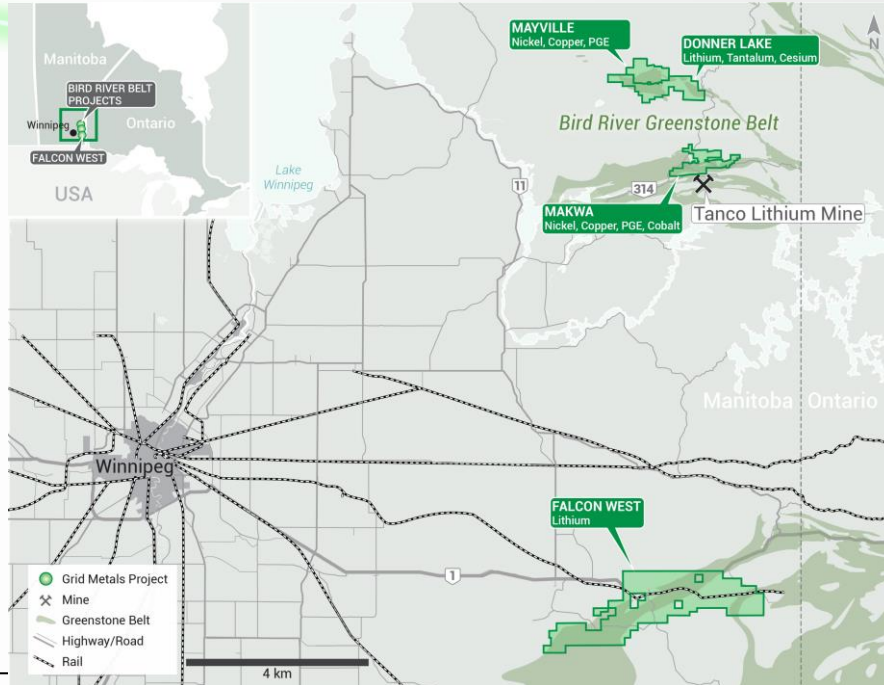 Manitoba
BIRD RIVER BELT
PROJECTS
Winnipeg
Ontario
FALCON WEST
USA
Lake
Winnipeg
MAYVILLE
Nickel, Copper, PGE
DONNER LAKE
Lithium, Tantalum, Cesium
N
Bird River Greenstone Belt
11
314
MAKWA
Nickel, Copper, PGE, Cobalt
Tanco Lithium Mine
Manitoba
Ontario
Winnipeg
FALCON WEST
Lithium
1
Grid Metals Project
Mine
Greenstone Belt
Highway/Road
Rail
4 km